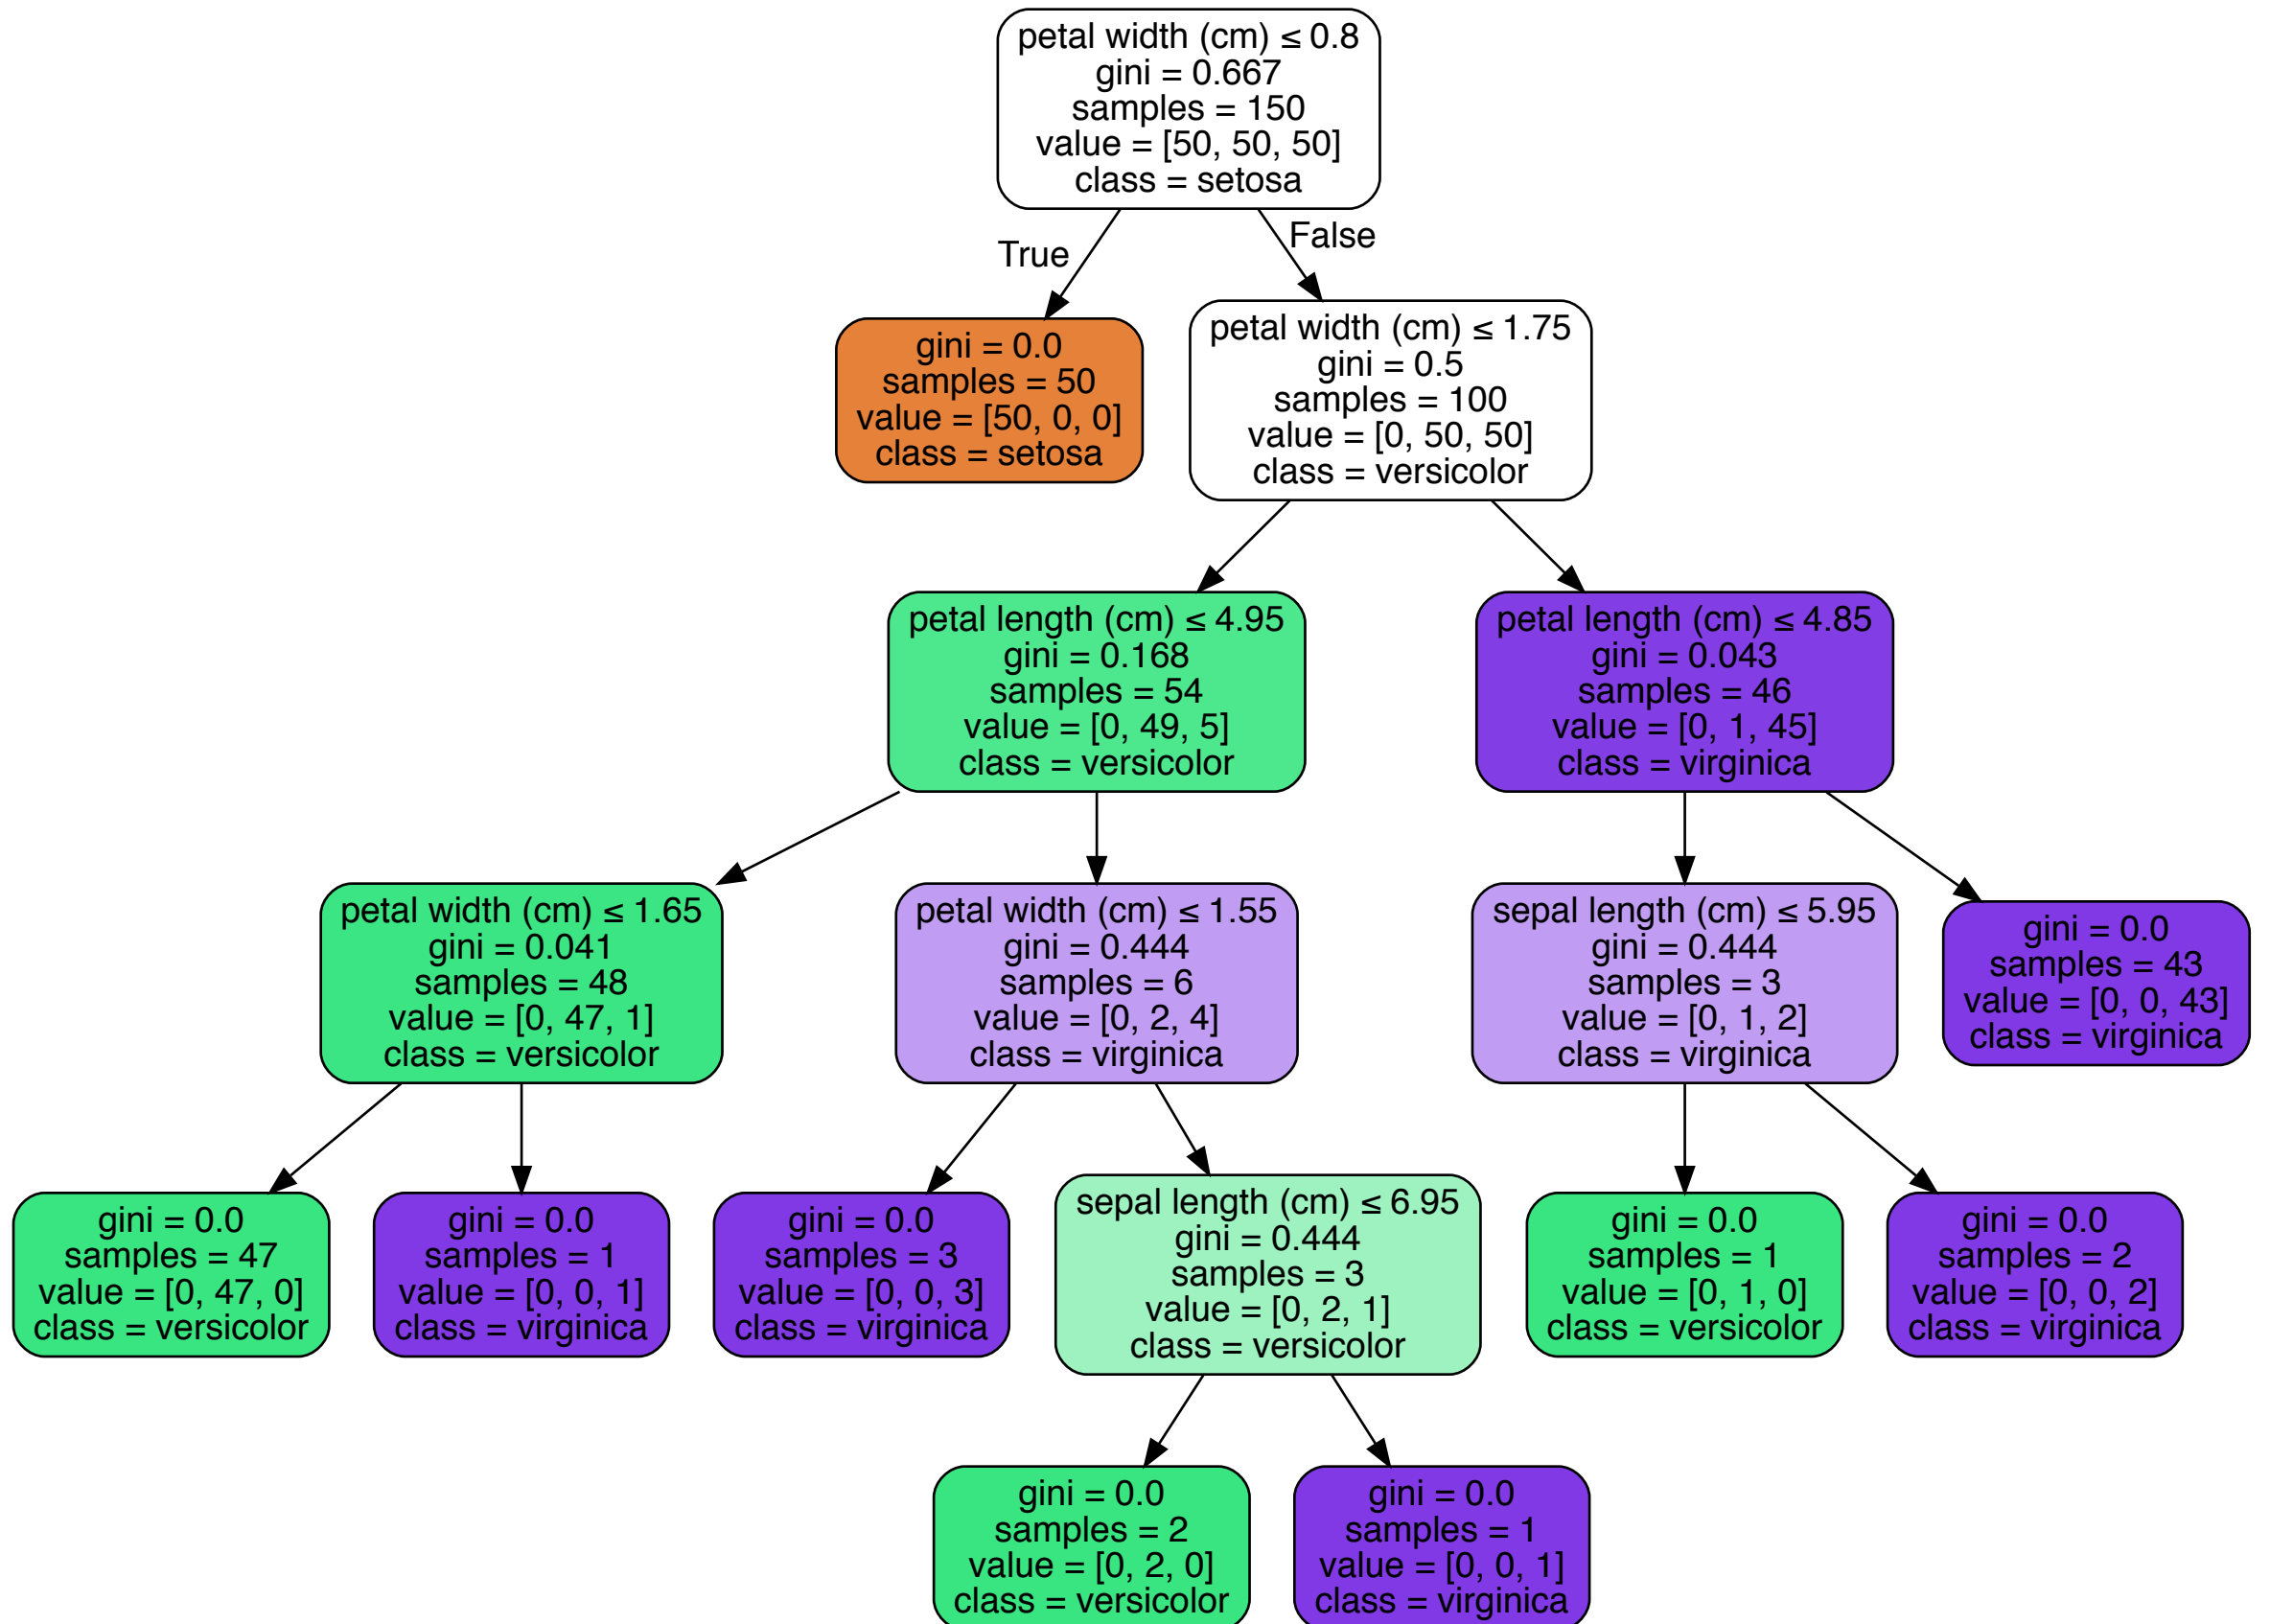 petal width (cm) ≤ 0.8
gini = 0.667
samples = 150
value = [50, 50, 50]
class = setosa
True
False
gini = 0.0
samples = 50
value = [50, 0, 0]
class = setosa
petal width (cm) ≤ 1.75
gini = 0.5
samples = 100
value = [0, 50, 50]
class = versicolor
petal length (cm) ≤ 4.95
gini = 0.168
samples = 54
value = [0, 49, 5]
class = versicolor
petal length (cm) ≤ 4.85
gini = 0.043
samples = 46
value = [0, 1, 45]
class = virginica
petal width (cm) ≤ 1.65
gini = 0.041
samples = 48
value = [0, 47, 1]
class = versicolor
petal width (cm) ≤ 1.55
gini = 0.444
samples = 6
value = [0, 2, 4]
class = virginica
sepal length (cm) ≤ 5.95
gini = 0.444
samples = 3
value = [0, 1, 2]
class = virginica
gini = 0.0
samples = 43
value = [0, 0, 43]
class = virginica
gini = 0.0
samples = 47
value = [0, 47, 0]
class = versicolor
gini = 0.0
samples = 1
value = [0, 0, 1]
class = virginica
gini = 0.0
samples = 3
value = [0, 0, 3]
class = virginica
sepal length (cm) ≤ 6.95
gini = 0.444
samples = 3
value = [0, 2, 1]
class = versicolor
gini = 0.0
samples = 1
value = [0, 1, 0]
class = versicolor
gini = 0.0
samples = 2
value = [0, 0, 2]
class = virginica
gini = 0.0
samples = 2
value = [0, 2, 0]
class = versicolor
gini = 0.0
samples = 1
value = [0, 0, 1]
class = virginica